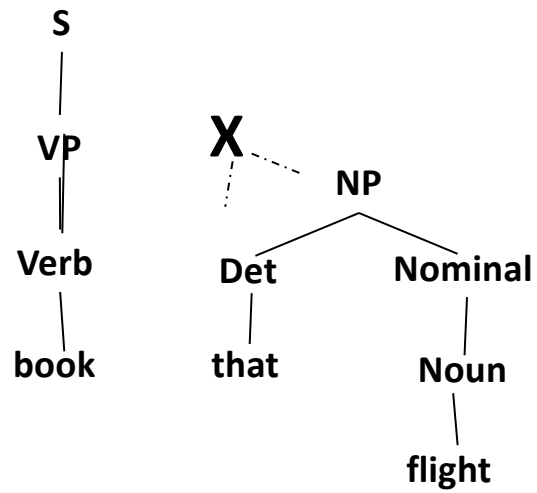 S
VP
X
NP
Verb
Det
Nominal
book
that
Noun
flight